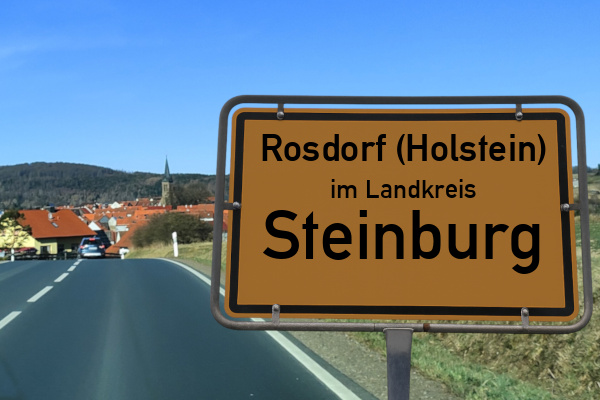 Rosdorf (Holstein)
im Landkreis
Steinburg